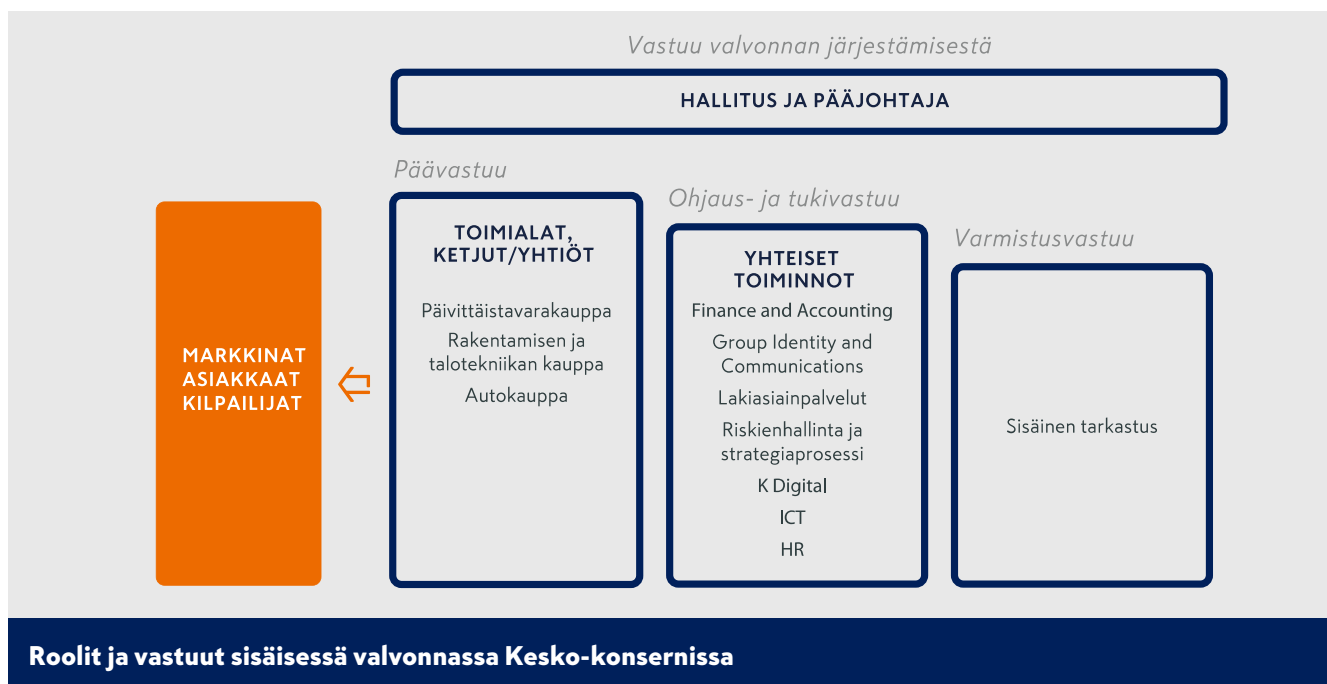 Vastuu valvonnan järjestämisestä
HALLITUS JA PÄÄJOHTAJA
MARKKINAT
ASIAKKAAT
KILPAILIJAT
Päävastuu
TOIMIALAT,
KETJUT/YHTIÖT
Päivittäistavarakauppa
Rakentamisen ja
talotekniikan kauppa
Autokauppa
Ohjaus- ja tukivastuu
YHTEISET
TOIMINNOT
Finance and Accounting
Group Identity and
Communications
Lakiasiainpalvelut
Riskienhallinta ja
strategiaprosessi
K Digital
ICT
HR
Varmistusvastuu
Sisäinen tarkastus
Roolit ja vastuut sisäisessä valvonnassa Kesko-konsernissa